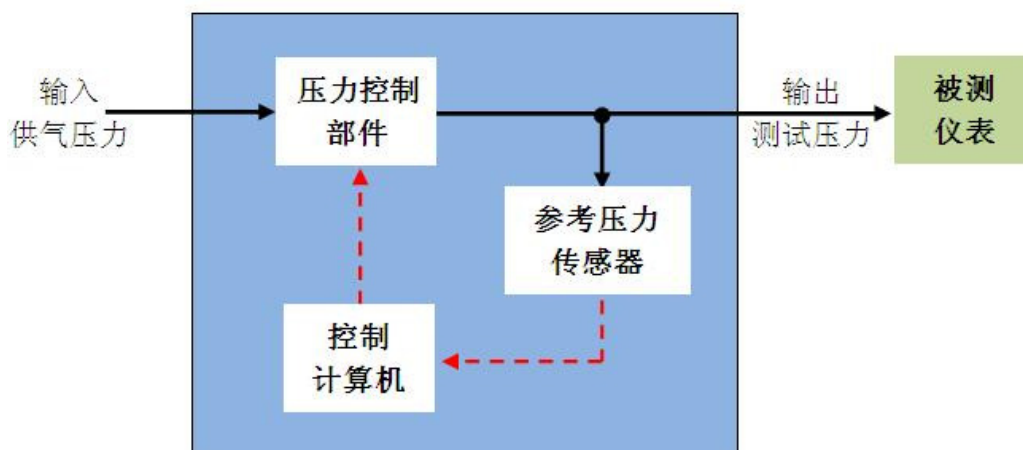 输入
供气压力
压力控制
部件
输出
测试压力
被测
仪表
参考压力
传感器
控制
计算机